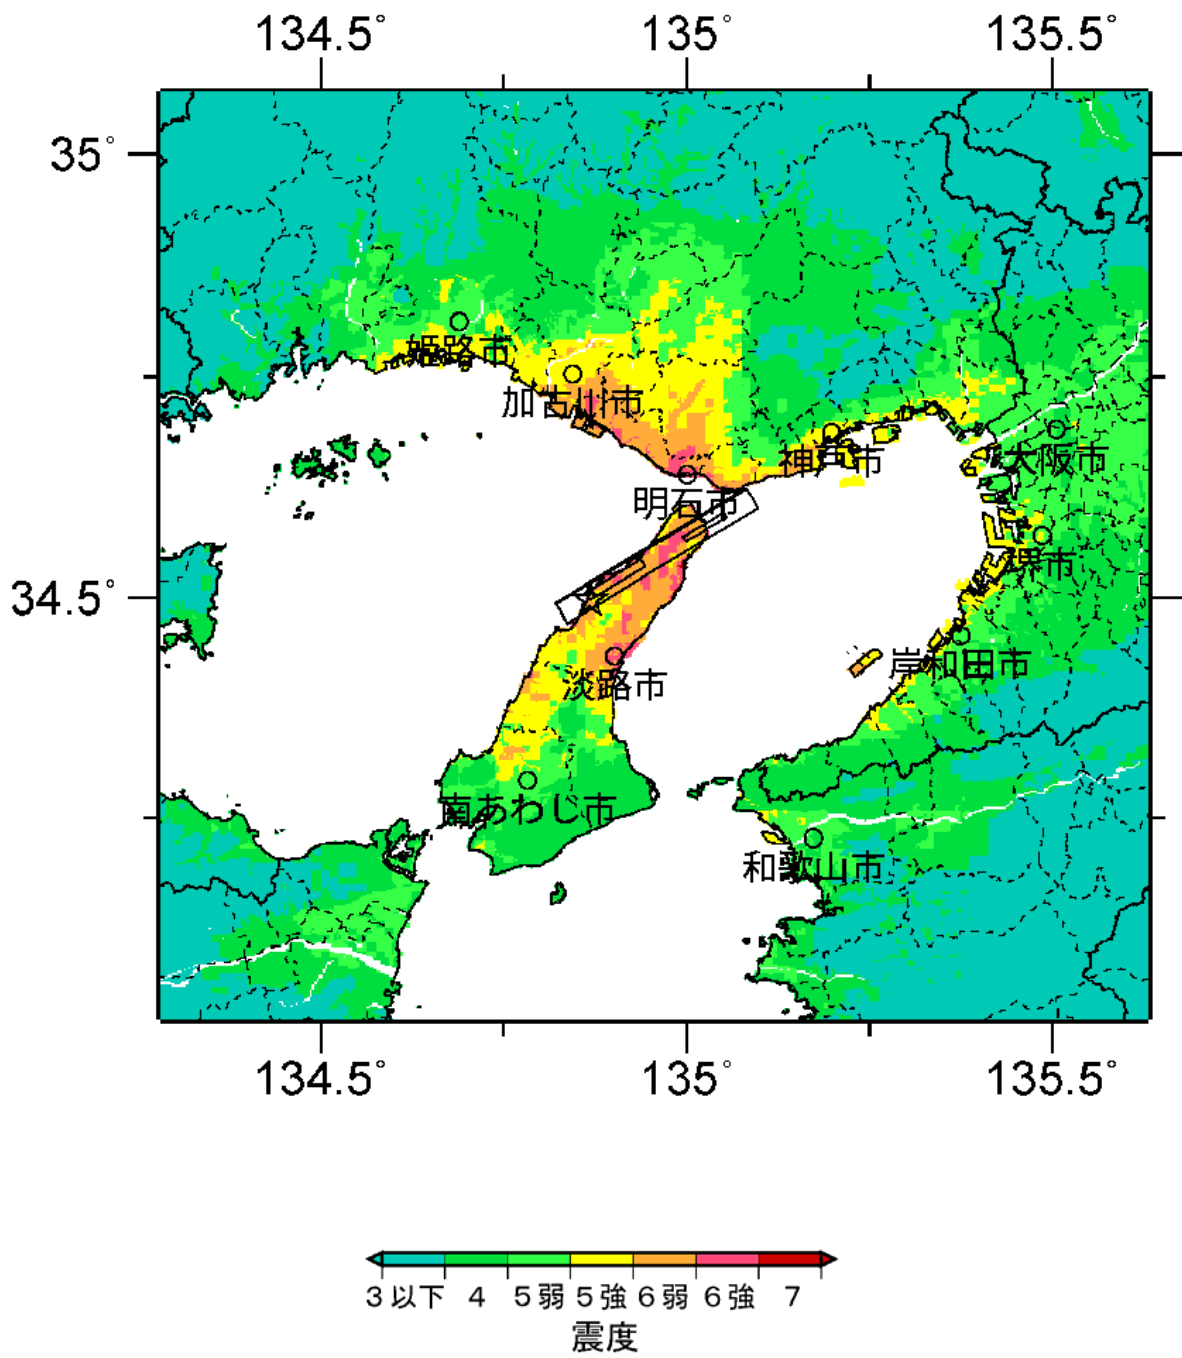 134.5° 135° 135.5°
35°
姫路市
加古川市
神戸市
大阪市
明石市
堺市
34.5°
岸和田市
淡路市
南あわじ市
和歌山市
134.5° 135° 135.5°
3以下 4 5弱 5強 6弱 6強 7
震度